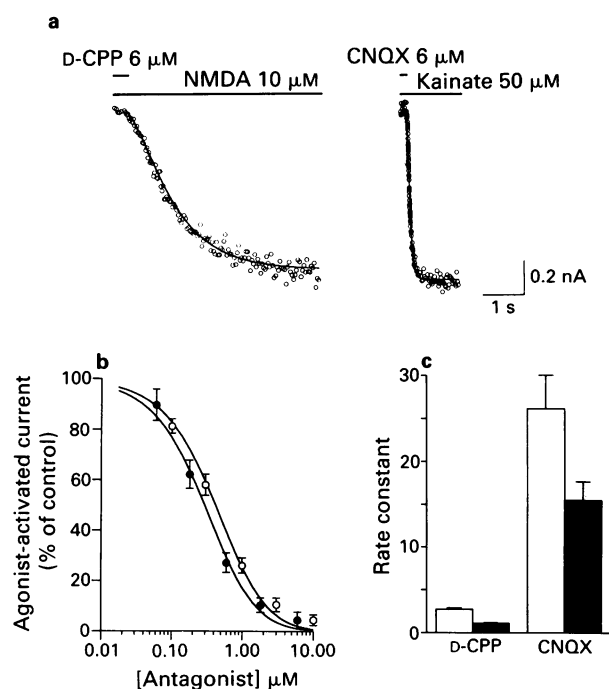 a
D-CPP 6 μM
NMDA 10 μM
CNQX 6 μM
Kainate 50 μM
0.2 nA
1 s
b
Agonist-activated current
(% of control)
100
80
60
40
20
0
0.01 0.10 1.00 10.00
[Antagonist] μM
c
Rate constant
30
20
10
0
D-CPP CNQX